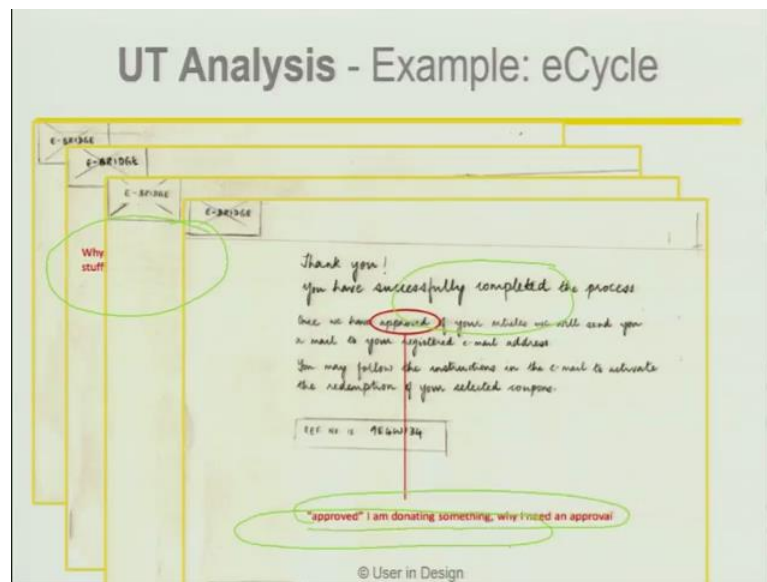 UT Analysis - Example: eCycle
E-BRIDGE
E-BRIDGE
E-BRIDGE
E-BRIDGE
Why
stuff
Thank you!
You have successfully completed the process
Once we have approved of your articles we will send you
a mail to your registered e-mail address.
You may follow the instructions in the e-mail to activate
the redemption of your selected coupons.
REF NO is
"approved" I am donating something, why I need an approval
© User in Design